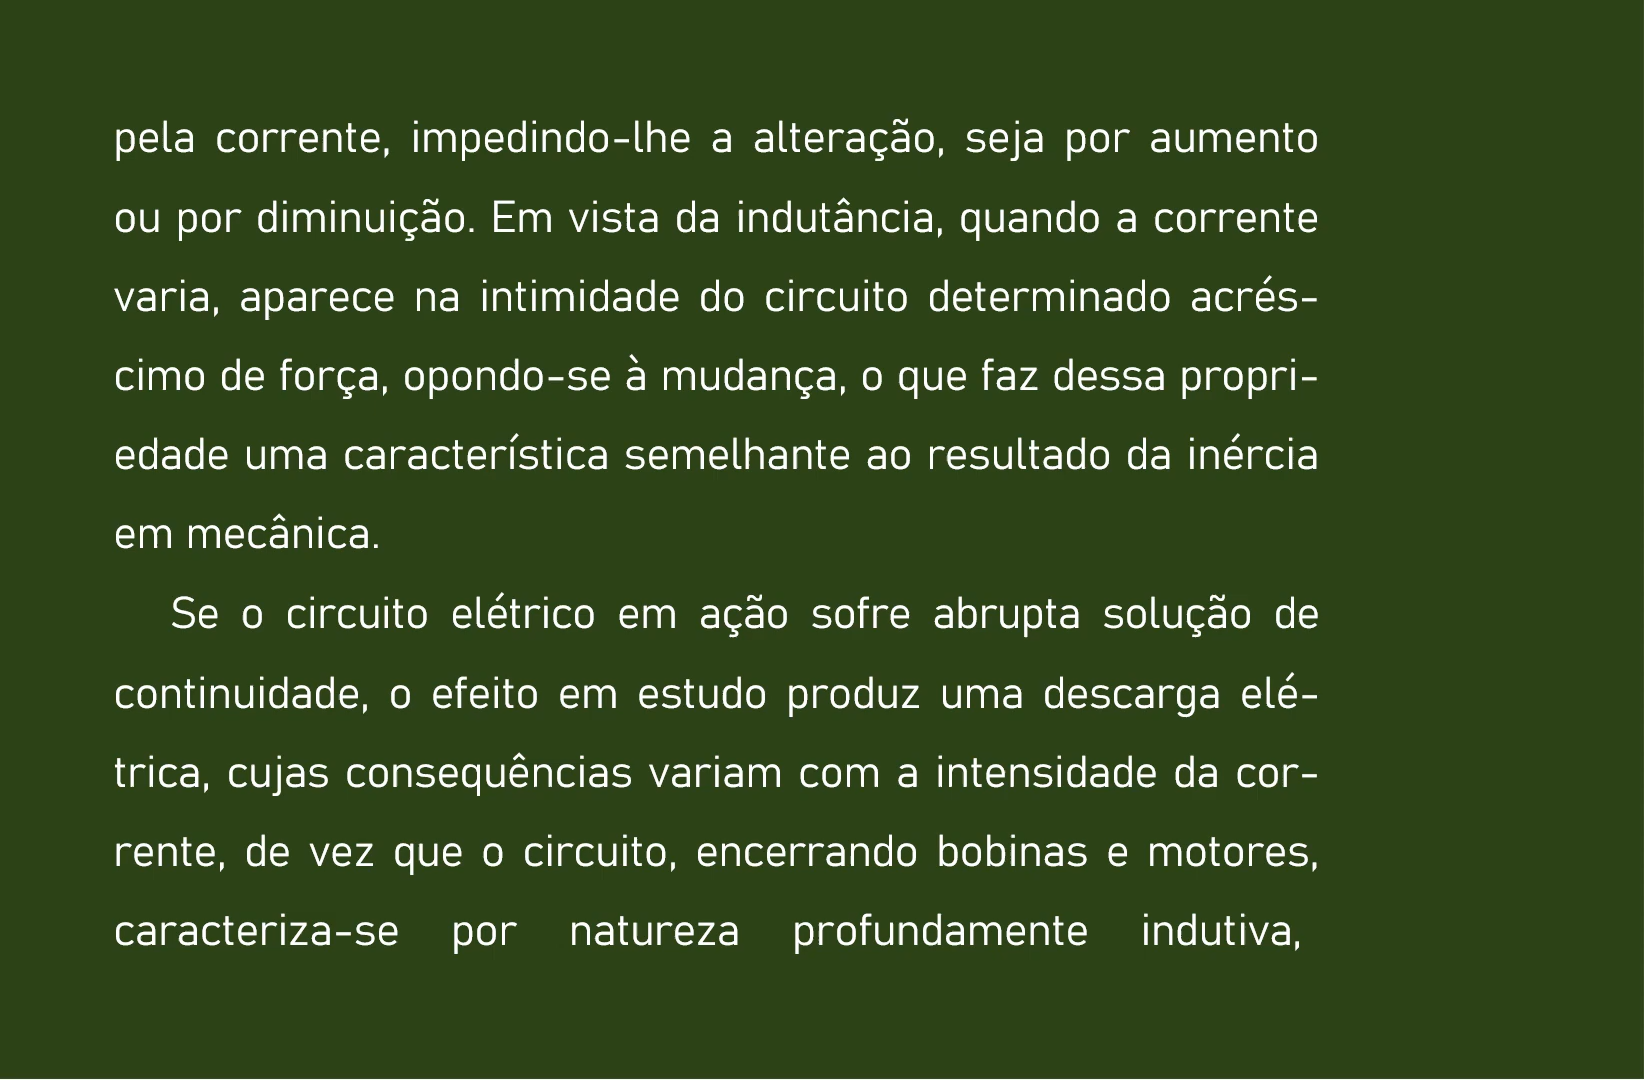 pela corrente, impedindo-lhe a alteração, seja por aumento
ou por diminuição. Em vista da indutância, quando a corrente
varia, aparece na intimidade do circuito determinado acrés-
cimo de força, opondo-se à mudança, o que faz dessa propri-
edade uma característica semelhante ao resultado da inércia
em mecânica.
Se o circuito elétrico em ação sofre abrupta solução de
continuidade, o efeito em estudo produz uma descarga elé-
trica, cujas consequências variam com a intensidade da cor-
rente, de vez que o circuito, encerrando bobinas e motores,
caracteriza-se por natureza profundamente indutiva,